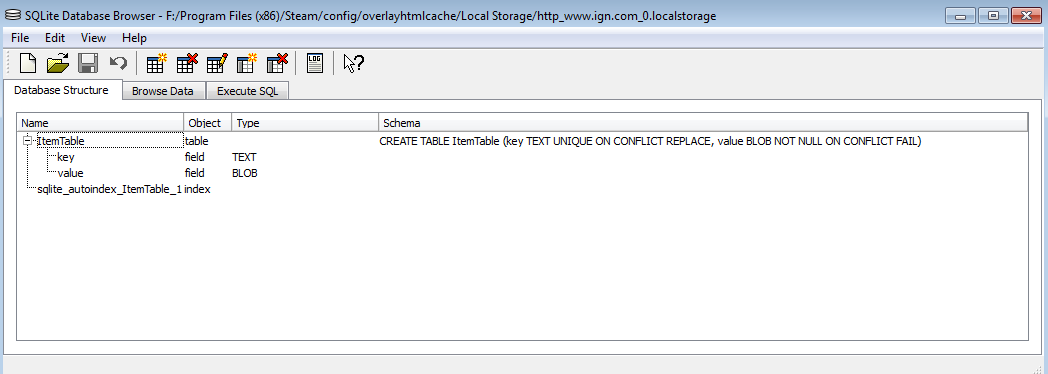 SQLite Database Browser - F:/Program Files (x86)/Steam/config/overlayhtmlcache/Local Storage/http_www.ign.com_0.localstorage
File Edit View Help
LOG
Database Structure Browse Data Execute SQL
Name Object Type Schema
ItemTable table CREATE TABLE ItemTable (key TEXT UNIQUE ON CONFLICT REPLACE, value BLOB NOT NULL ON CONFLICT FAIL)
key field TEXT
value field BLOB
sqlite_autoindex_ItemTable_1 index